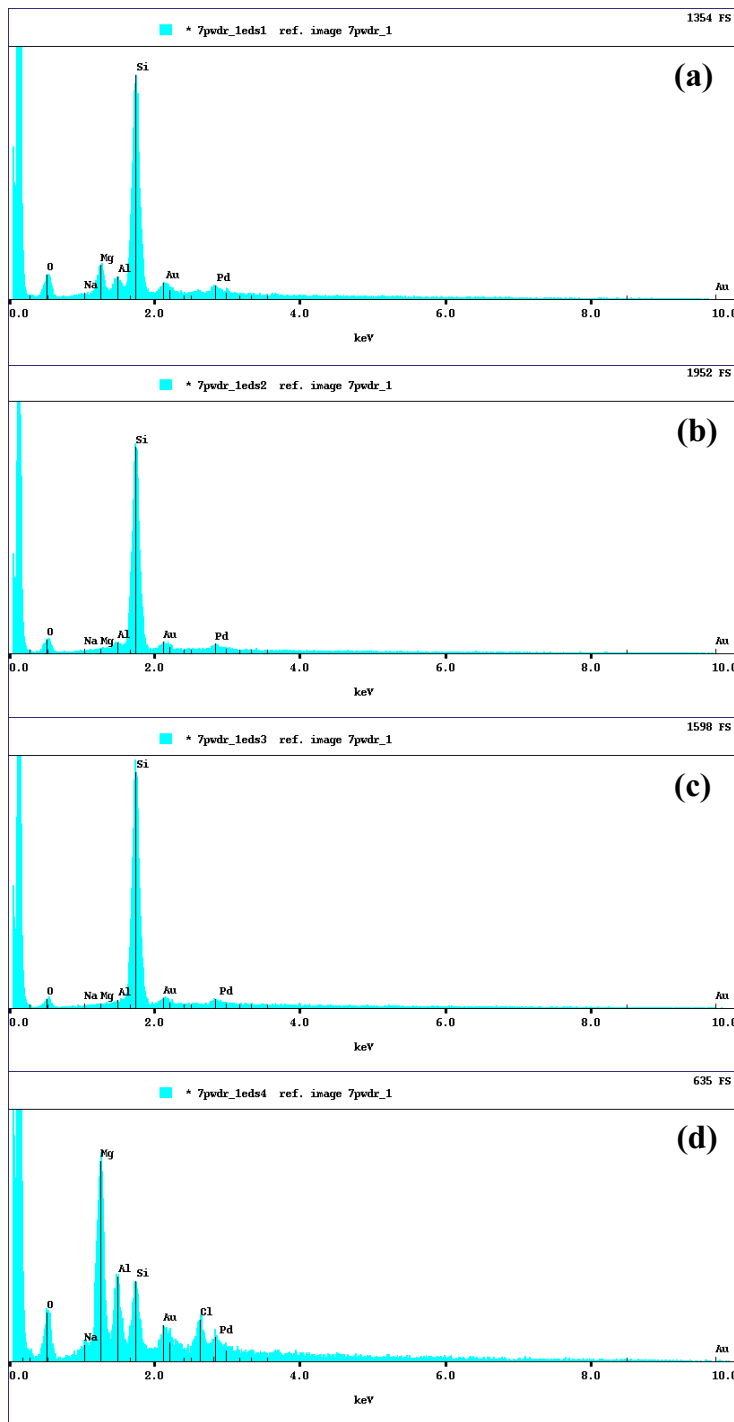 1354 FS
* 7pwdr_1eds1 ref. image 7pwdr_1
(a)
Si
O
Na
Mg
Al
Au
Pd
Au
0.0 2.0 4.0 6.0 8.0 10.0
keV
1952 FS
* 7pwdr_1eds2 ref. image 7pwdr_1
(b)
Si
O
Na Mg Al Au Pd Au
0.0 2.0 4.0 6.0 8.0 10.0
keV
1598 FS
* 7pwdr_1eds3 ref. image 7pwdr_1
(c)
Si
O Na Mg Al Au Pd Au
0.0 2.0 4.0 6.0 8.0 10.0
keV
635 FS
* 7pwdr_1eds4 ref. image 7pwdr_1
(d)
Mg
Al
Si
O
Na
Au
Cl
Pd
Au
0.0 2.0 4.0 6.0 8.0 10.0
keV